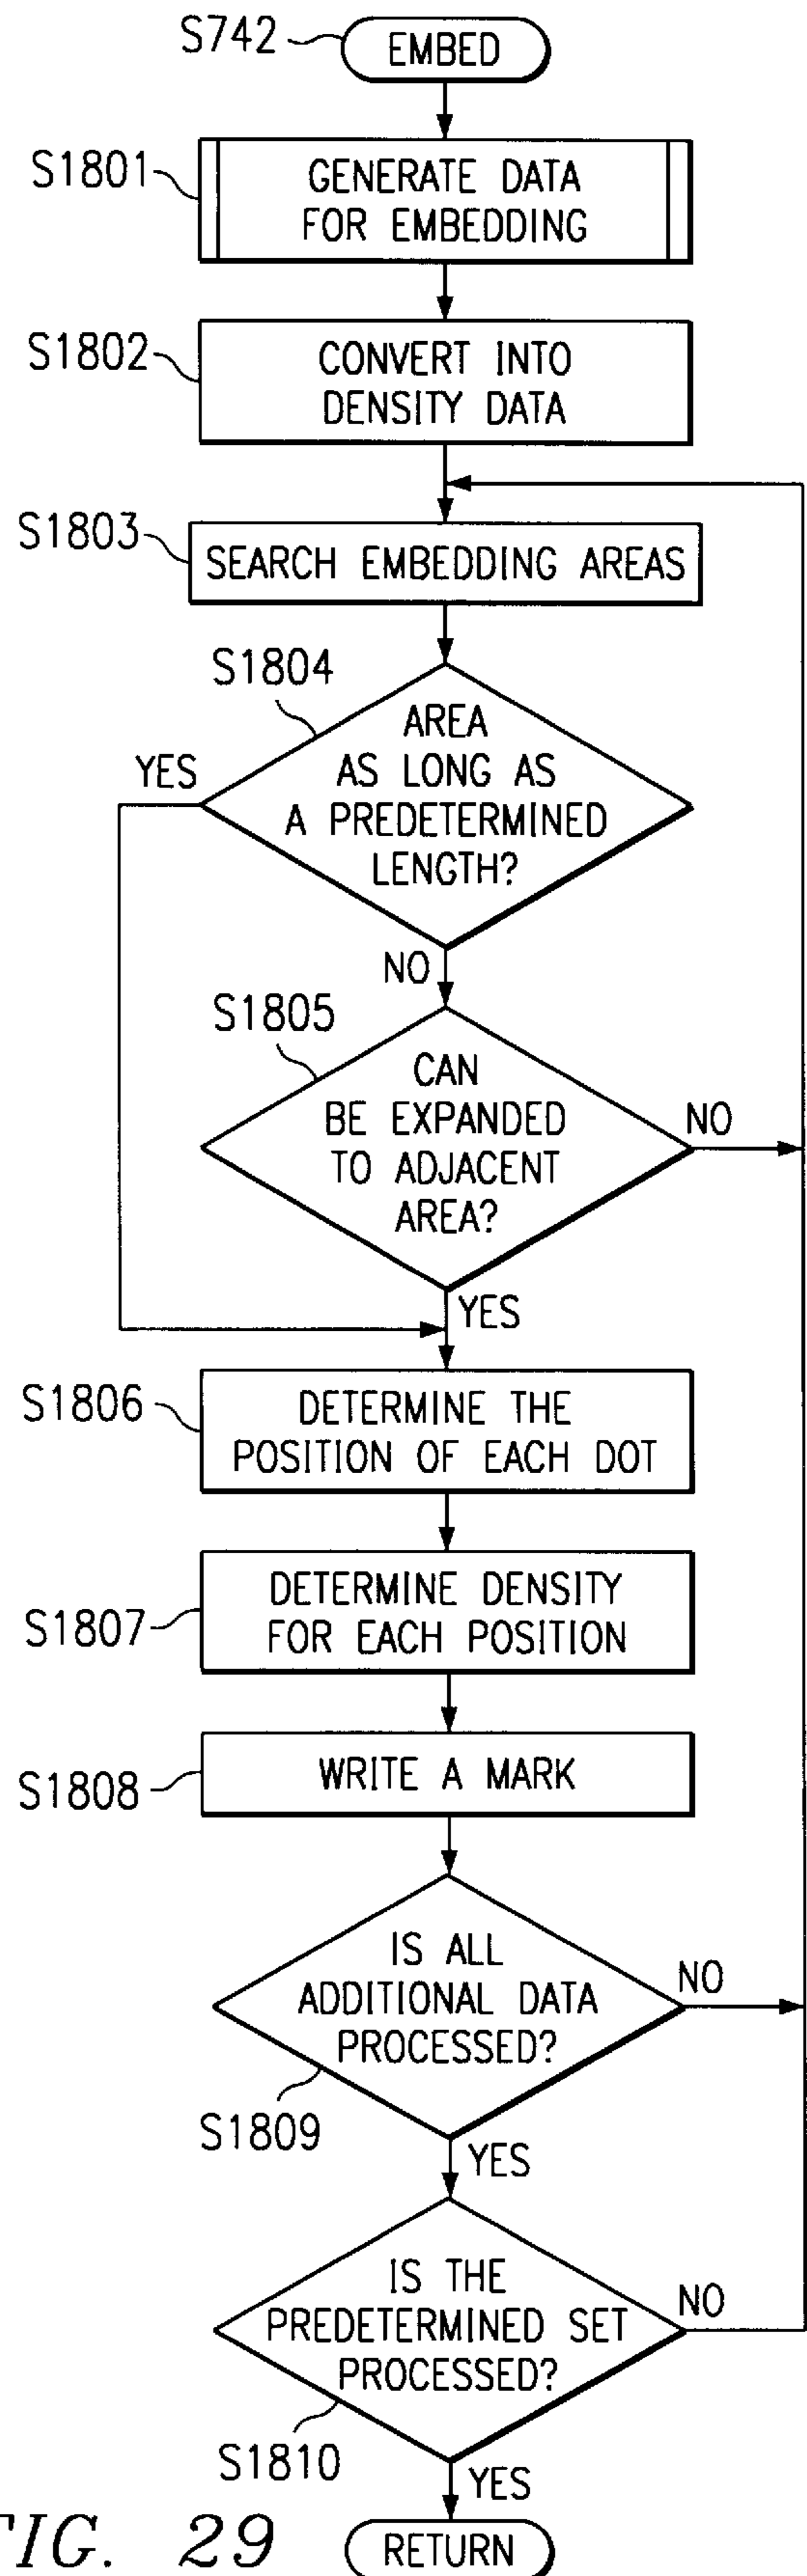 S742
EMBED
S1801
GENERATE DATA
FOR EMBEDDING
S1802
CONVERT INTO
DENSITY DATA
S1803
SEARCH EMBEDDING AREAS
S1804
AREA
AS LONG AS
A PREDETERMINED
LENGTH?
YES
NO
S1805
CAN
BE EXPANDED
TO ADJACENT
AREA?
NO
YES
S1806
DETERMINE THE
POSITION OF EACH DOT
S1807
DETERMINE DENSITY
FOR EACH POSITION
S1808
WRITE A MARK
IS ALL
ADDITIONAL DATA
PROCESSED?
NO
S1809
YES
IS THE
PREDETERMINED SET
PROCESSED?
NO
S1810
YES
FIG. 29
RETURN